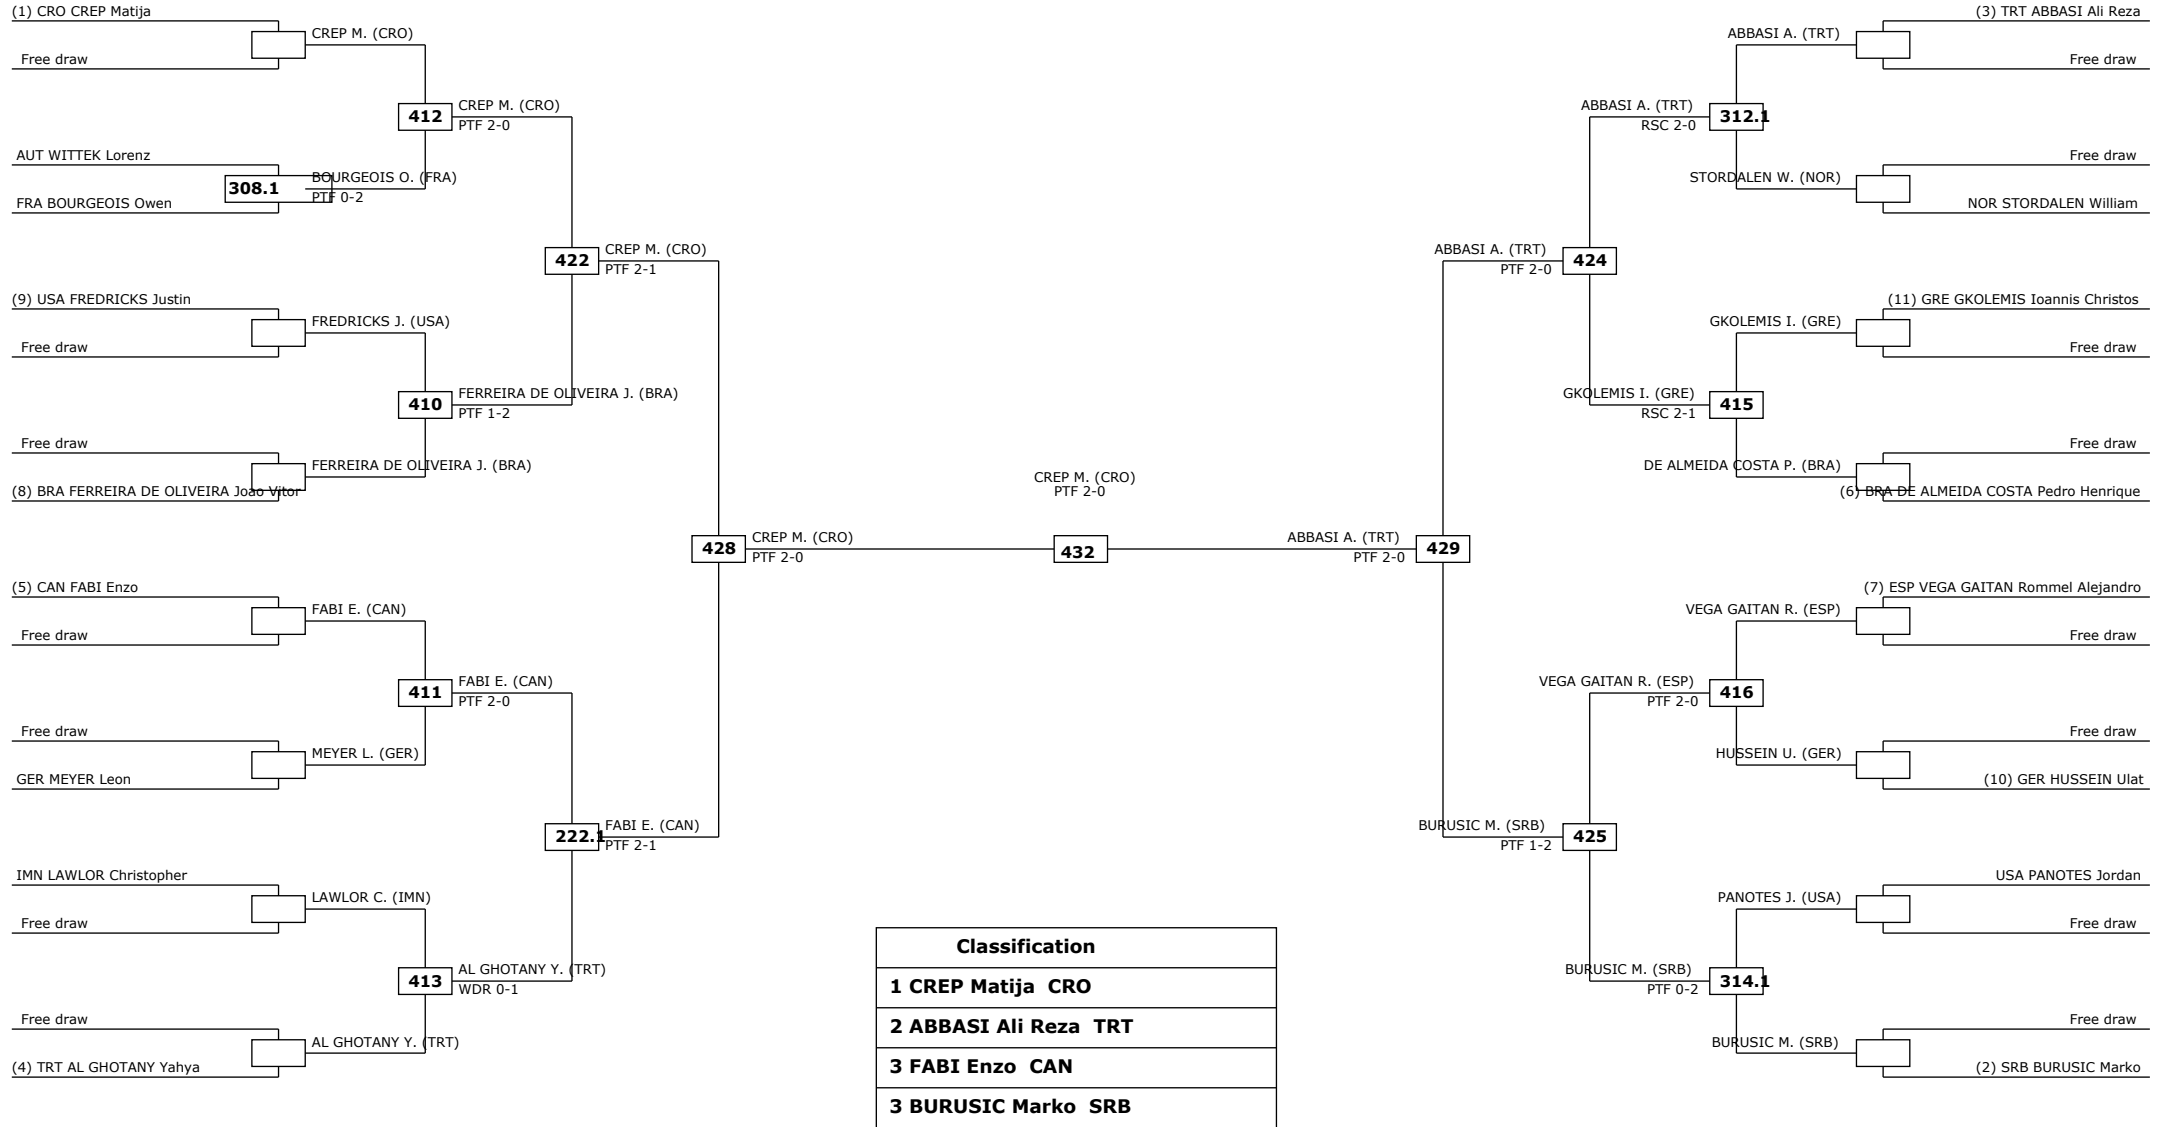 (1) CRO CREP Matija
CREP M. (CRO)
Free draw
412
CREP M. (CRO)
PTF 2-0
AUT WITTEK Lorenz
308.1
BOURGEOIS O. (FRA)
PTF 0-2
FRA BOURGEOIS Owen
422
CREP M. (CRO)
PTF 2-1
(9) USA FREDRICKS Justin
FREDRICKS J. (USA)
Free draw
410
FERREIRA DE OLIVEIRA J. (BRA)
PTF 1-2
Free draw
FERREIRA DE OLIVEIRA J. (BRA)
(8) BRA FERREIRA DE OLIVEIRA Joao Vitor
428
CREP M. (CRO)
PTF 2-0
(5) CAN FABI Enzo
FABI E. (CAN)
Free draw
411
FABI E. (CAN)
PTF 2-0
Free draw
MEYER L. (GER)
GER MEYER Leon
222.1
FABI E. (CAN)
PTF 2-1
IMN LAWLOR Christopher
LAWLOR C. (IMN)
Free draw
413
AL GHOTANY Y. (TRT)
WDR 0-1
Free draw
AL GHOTANY Y. (TRT)
(4) TRT AL GHOTANY Yahya
CREP M. (CRO)
PTF 2-0
432
(3) TRT ABBASI Ali Reza
ABBASI A. (TRT)
Free draw
ABBASI A. (TRT)
RSC 2-0
312.1
Free draw
STORDALEN W. (NOR)
NOR STORDALEN William
ABBASI A. (TRT)
PTF 2-0
424
(11) GRE GKOLEMIS Ioannis Christos
GKOLEMIS I. (GRE)
Free draw
GKOLEMIS I. (GRE)
RSC 2-1
415
Free draw
DE ALMEIDA COSTA P. (BRA)
(6) BRA DE ALMEIDA COSTA Pedro Henrique
ABBASI A. (TRT)
PTF 2-0
429
(7) ESP VEGA GAITAN Rommel Alejandro
VEGA GAITAN R. (ESP)
Free draw
VEGA GAITAN R. (ESP)
PTF 2-0
416
Free draw
HUSSEIN U. (GER)
(10) GER HUSSEIN Ulat
BURUSIC M. (SRB)
PTF 1-2
425
USA PANOTES Jordan
PANOTES J. (USA)
Free draw
BURUSIC M. (SRB)
PTF 0-2
314.1
Free draw
BURUSIC M. (SRB)
(2) SRB BURUSIC Marko
Classification
1 CREP Matija CRO
2 ABBASI Ali Reza TRT
3 FABI Enzo CAN
3 BURUSIC Marko SRB